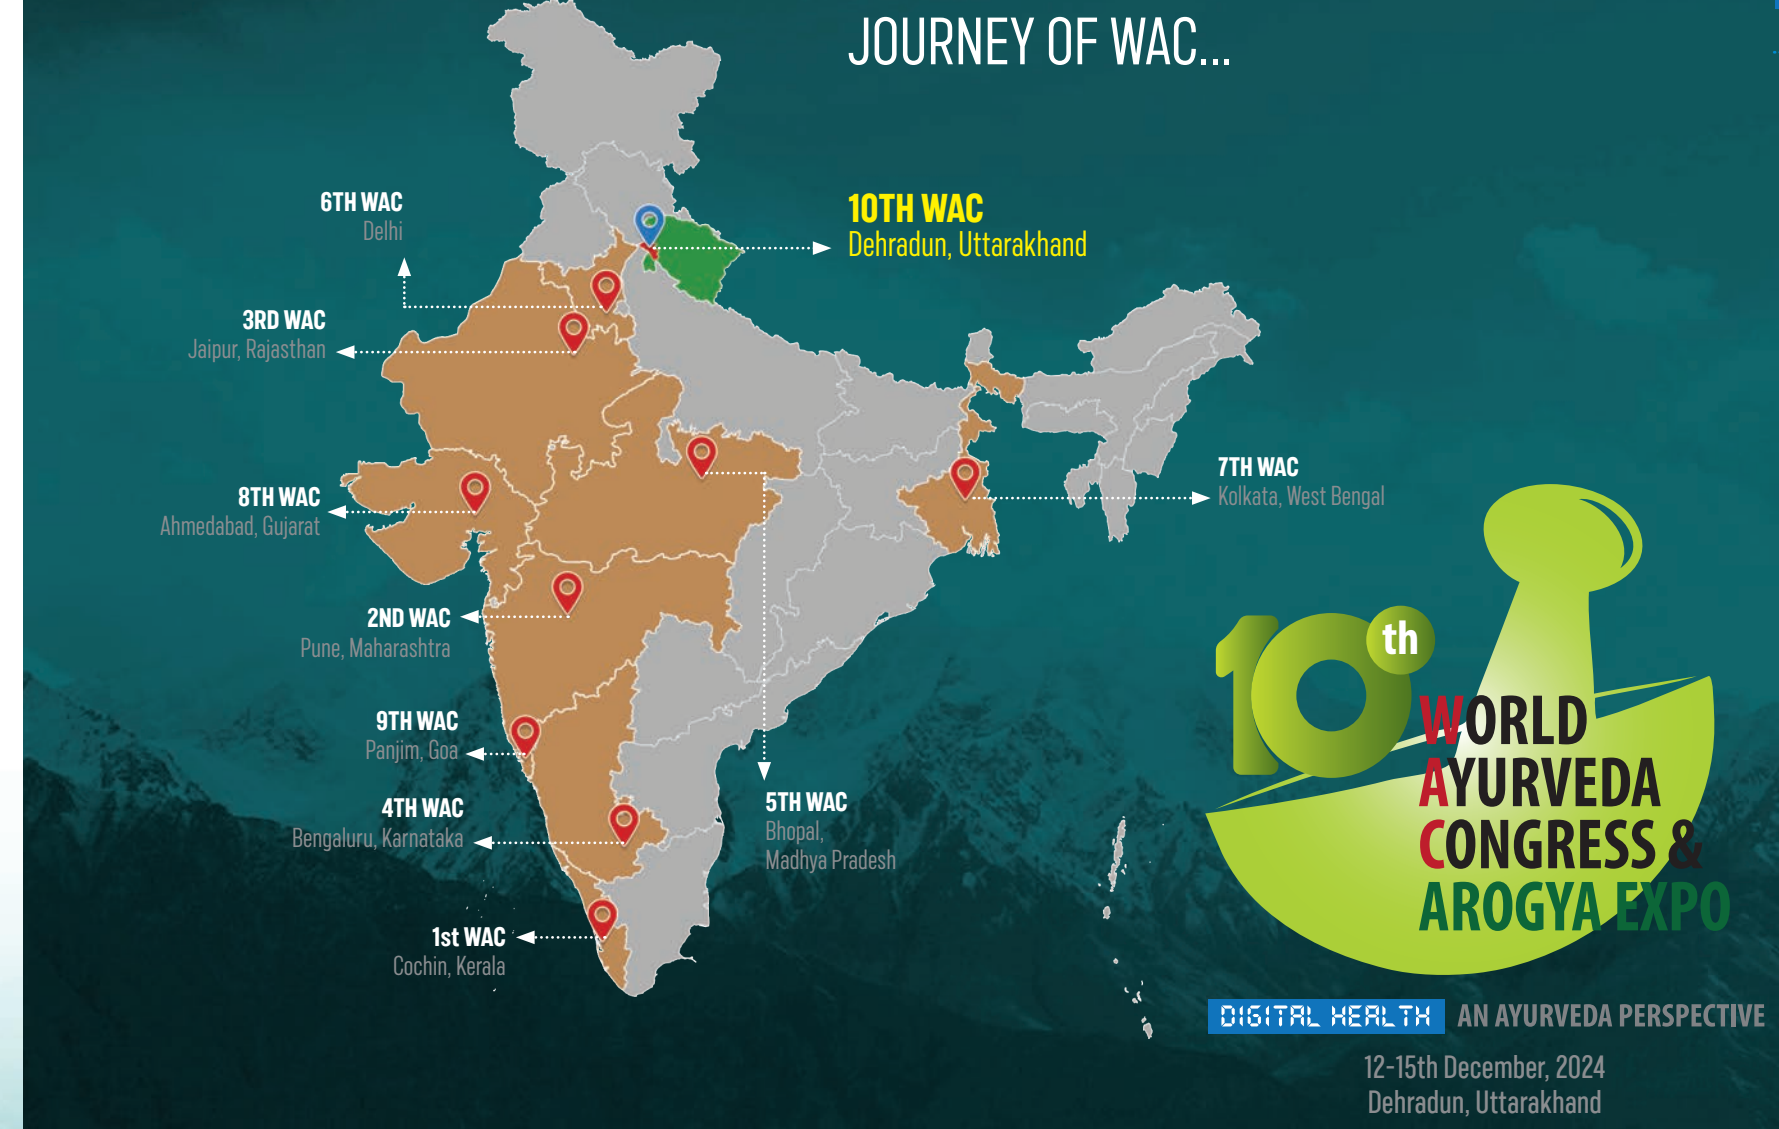 JOURNEY OF WAC...
6TH WAC
Delhi
10TH WAC
Dehradun, Uttarakhand
3RD WAC
Jaipur, Rajasthan
7TH WAC
Kolkata, West Bengal
8TH WAC
Ahmedabad, Gujarat
2ND WAC
Pune, Maharashtra
9TH WAC
Panjim, Goa
4TH WAC
Bengaluru, Karnataka
5TH WAC
Bhopal,
Madhya Pradesh
1st WAC
Cochin, Kerala
10th
WORLD
AYURVEDA
CONGRESS &
AROGYA EXPO
DIGITAL HEALTH AN AYURVEDA PERSPECTIVE
12-15th December, 2024
Dehradun, Uttarakhand